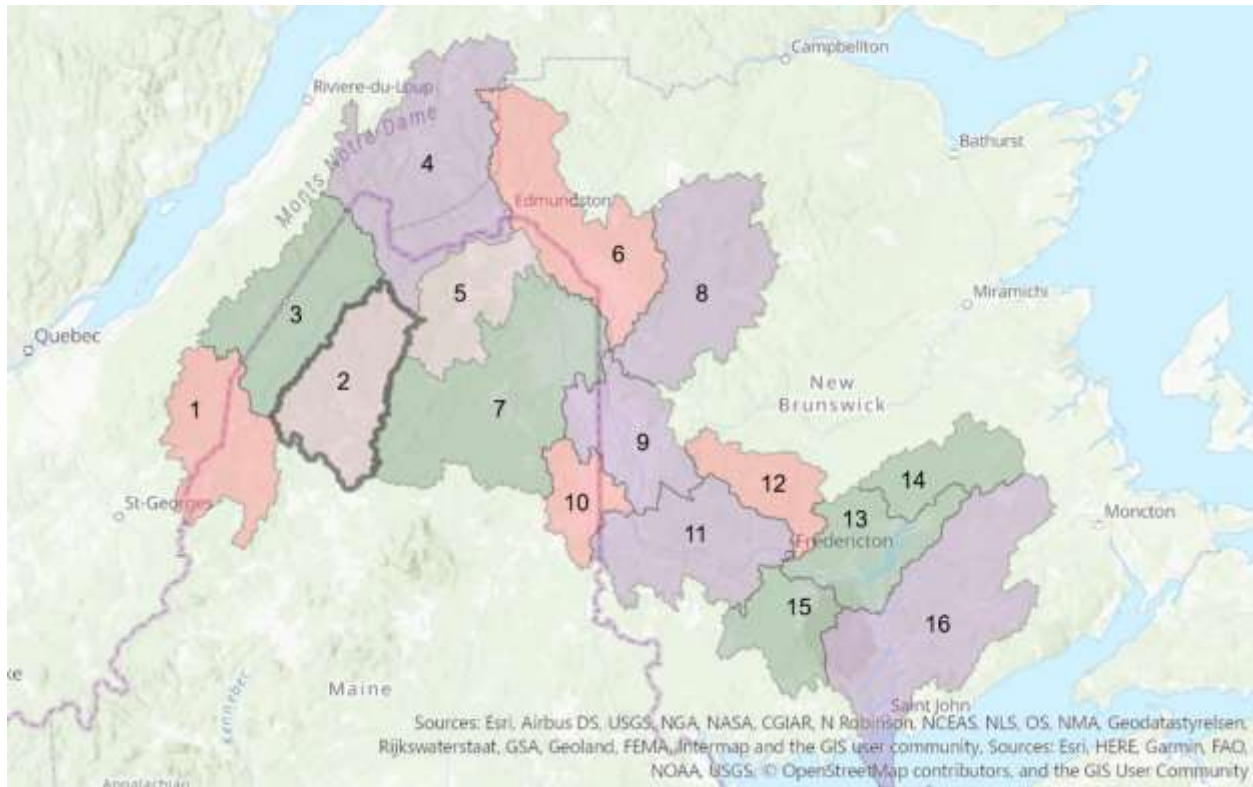 Campbellton
Riviere-du-Loup
Monts Notre-Dame
Bathurst
4
Edmundston
6
5
8
3
Miramichi
Quebec
2
New
Brunswick
1
7
9
12
14
10
St-Georges
11
13
Moncton
Fredericton
15
16
ke
Kennebec
Maine
Saint John
Sources: Esri, Airbus DS, USGS, NGA, NASA, CGIAR, N Robinson, NCEAS, NLS, OS, NMA, Geodatastyrelsen,
Rijkswaterstaat, GSA, Geoland, FEMA, Intermap and the GIS user community, Sources: Esri, HERE, Garmin, FAO,
NOAA, USGS, © OpenStreetMap contributors, and the GIS User Community
Appalachian